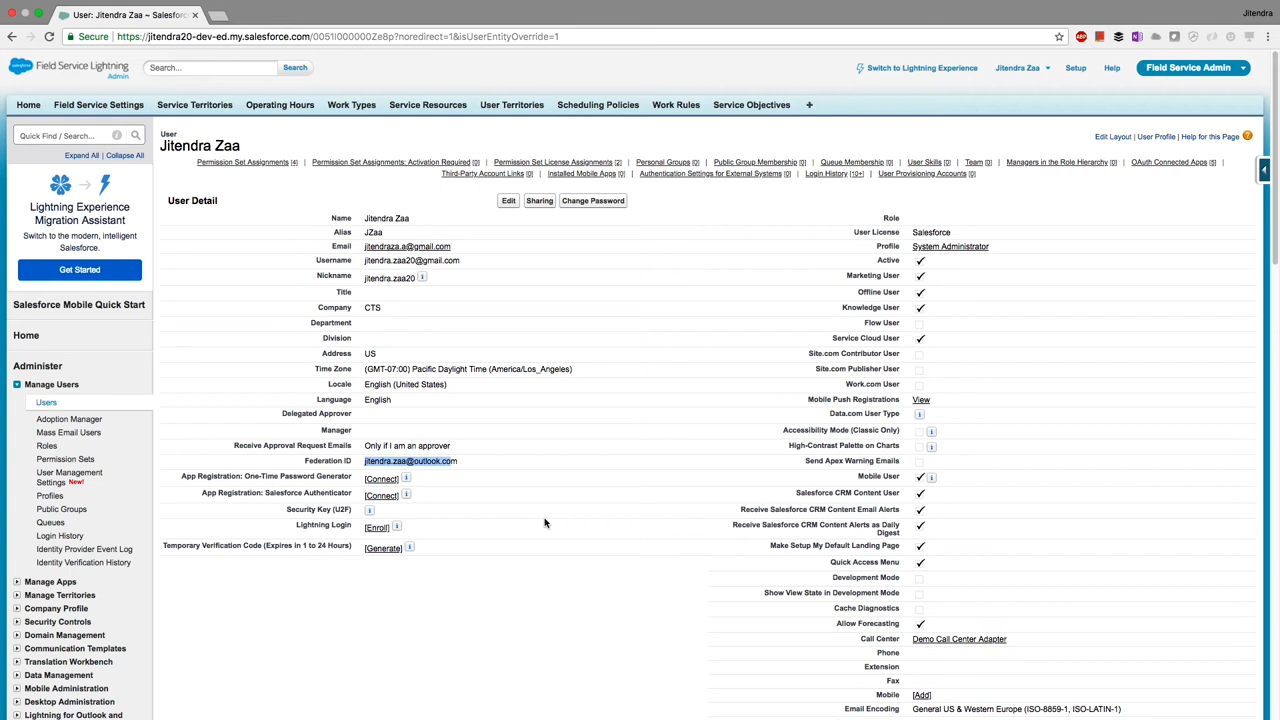 User: Jitendra Zaa ~ Salesforc
Jitendra
Secure
https://jitendra20-dev-ed.my.salesforce.com/0051I000000Ze8p?noredirect=1&isUserEntityOverride=1
salesforce
Field Service Lightning
Admin
Search...
Search
Switch to Lightning Experience
Jitendra Zaa
Setup
Help
Field Service Admin
Home
Field Service Settings
Service Territories
Operating Hours
Work Types
Service Resources
User Territories
Scheduling Policies
Work Rules
Service Objectives
+
Quick Find / Search...
Expand All | Collapse All
Lightning Experience
Migration Assistant
Switch to the modern, intelligent
Salesforce.
Get Started
Salesforce Mobile Quick Start
Home
Administer
Manage Users
Users
Adoption Manager
Mass Email Users
Roles
Permission Sets
User Management
Settings New!
Profiles
Public Groups
Queues
Login History
Identity Provider Event Log
Identity Verification History
Manage Apps
Manage Territories
Company Profile
Security Controls
Domain Management
Communication Templates
Translation Workbench
Data Management
Mobile Administration
Desktop Administration
Lightning for Outlook and
User
Jitendra Zaa
Edit Layout | User Profile | Help for this Page
Permission Set Assignments [4] | Permission Set Assignments: Activation Required [0] | Permission Set License Assignments [2] | Personal Groups [0] | Public Group Membership [0] | Queue Membership [0] | User Skills [0] | Team [0] | Managers in the Role Hierarchy [0] | OAuth Connected Apps [5] |
Third-Party Account Links [0] | Installed Mobile Apps [0] | Authentication Settings for External Systems [0] | Login History [10+] | User Provisioning Accounts [0]
User Detail
Edit
Sharing
Change Password
Name Jitendra Zaa
Alias JZaa
Email jitendraza.a@gmail.com
Username jitendra.zaa20@gmail.com
Nickname jitendra.zaa20
Title
Company CTS
Department
Division
Address US
Time Zone (GMT-07:00) Pacific Daylight Time (America/Los_Angeles)
Locale English (United States)
Language English
Delegated Approver
Manager
Receive Approval Request Emails Only if I am an approver
Federation ID jitendra.zaa@outlook.com
App Registration: One-Time Password Generator [Connect]
App Registration: Salesforce Authenticator [Connect]
Security Key (U2F)
Lightning Login [Enroll]
Temporary Verification Code (Expires in 1 to 24 Hours) [Generate]
Role
User License Salesforce
Profile System Administrator
Active
Marketing User
Offline User
Knowledge User
Flow User
Service Cloud User
Site.com Contributor User
Site.com Publisher User
Work.com User
Mobile Push Registrations View
Data.com User Type
Accessibility Mode (Classic Only)
High-Contrast Palette on Charts
Send Apex Warning Emails
Mobile User
Salesforce CRM Content User
Receive Salesforce CRM Content Email Alerts
Receive Salesforce CRM Content Alerts as Daily
Digest
Make Setup My Default Landing Page
Quick Access Menu
Development Mode
Show View State in Development Mode
Cache Diagnostics
Allow Forecasting
Call Center Demo Call Center Adapter
Phone
Extension
Fax
Mobile [Add]
Email Encoding General US & Western Europe (ISO-8859-1, ISO-LATIN-1)